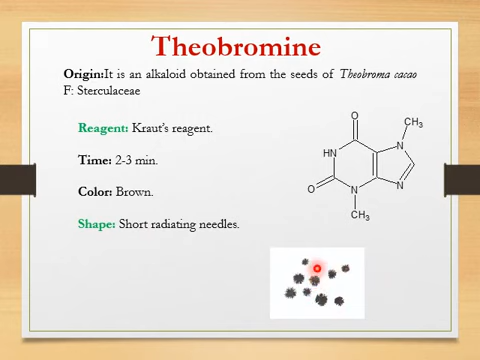 Theobromine
Origin:It is an alkaloid obtained from the seeds of Theobroma cacao
F: Sterculaceae
Reagent: Kraut's reagent.
Time: 2-3 min.
Color: Brown.
Shape: Short radiating needles.
O
CH3
HN
N
O
N
N
CH3